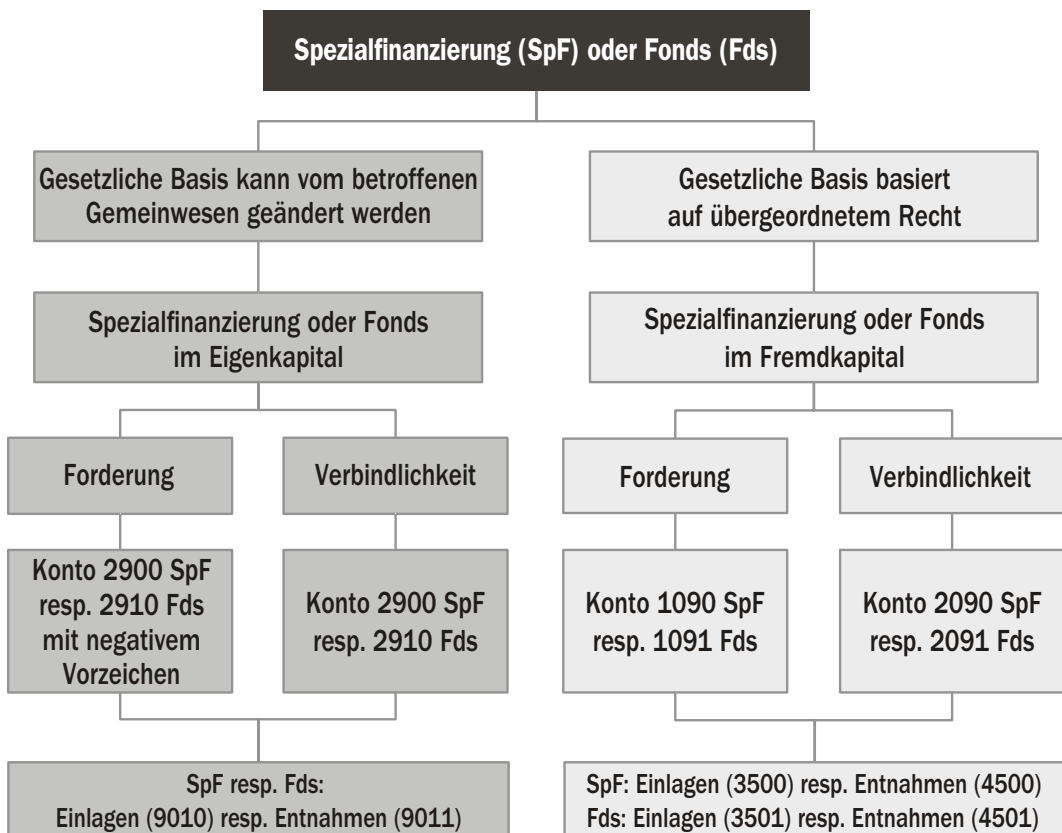 Spezialfinanzierung (SpF) oder Fonds (Fds)
Gesetzliche Basis kann vom betroffenen
Gemeinwesen geändert werden
Gesetzliche Basis basiert
auf übergeordnetem Recht
Spezialfinanzierung oder Fonds
im Eigenkapital
Spezialfinanzierung oder Fonds
im Fremdkapital
Forderung
Verbindlichkeit
Forderung
Verbindlichkeit
Konto 2900 SpF
resp. 2910 Fds
mit negativem
Vorzeichen
Konto 2900 SpF
resp. 2910 Fds
Konto 1090 SpF
resp. 1091 Fds
Konto 2090 SpF
resp. 2091 Fds
SpF resp. Fds:
Einlagen (9010) resp. Entnahmen (9011)
SpF: Einlagen (3500) resp. Entnahmen (4500)
Fds: Einlagen (3501) resp. Entnahmen (4501)